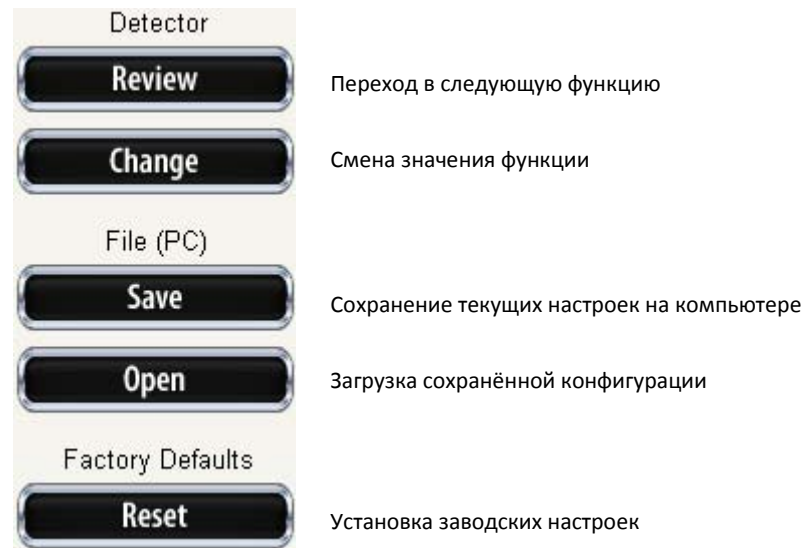 Detector
Review Переход в следующую функцию
Change Смена значения функции
File (PC)
Save Сохранение текущих настроек на компьютере
Open Загрузка сохранённой конфигурации
Factory Defaults
Reset Установка заводских настроек